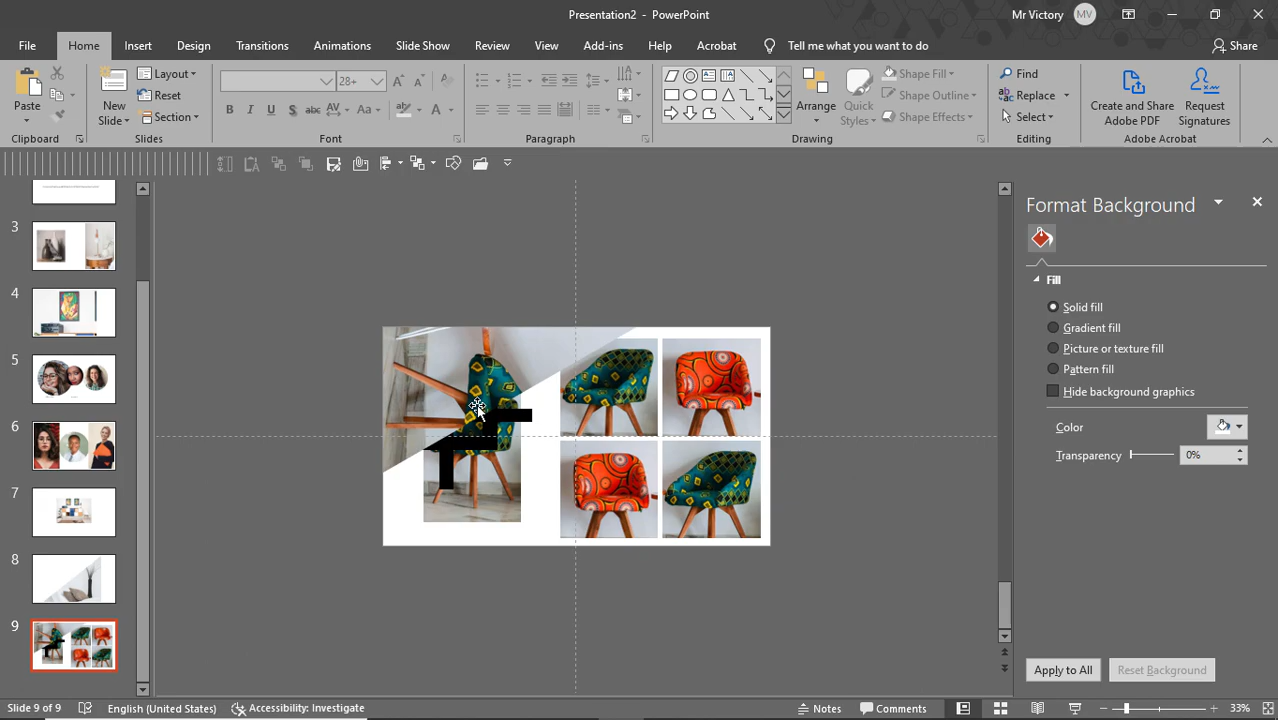 Presentation2 - PowerPoint
Mr Victory MV
File Home Insert Design Transitions Animations Slide Show Review View Add-ins Help Acrobat Tell me what you want to do Share
Paste
Clipboard
New Slide
Layout
Reset
Section
Slides
28+
B I U S abc AV Aa
Font
Paragraph
Arrange
Quick Styles
Shape Fill
Shape Outline
Shape Effects
Drawing
Find
Replace
Select
Editing
Create and Share Adobe PDF
Request Signatures
Adobe Acrobat
3
4
5
6
7
8
9
Format Background
Fill
Solid fill
Gradient fill
Picture or texture fill
Pattern fill
Hide background graphics
Color
Transparency 0%
Apply to All Reset Background
Slide 9 of 9 English (United States) Accessibility: Investigate Notes Comments 33%